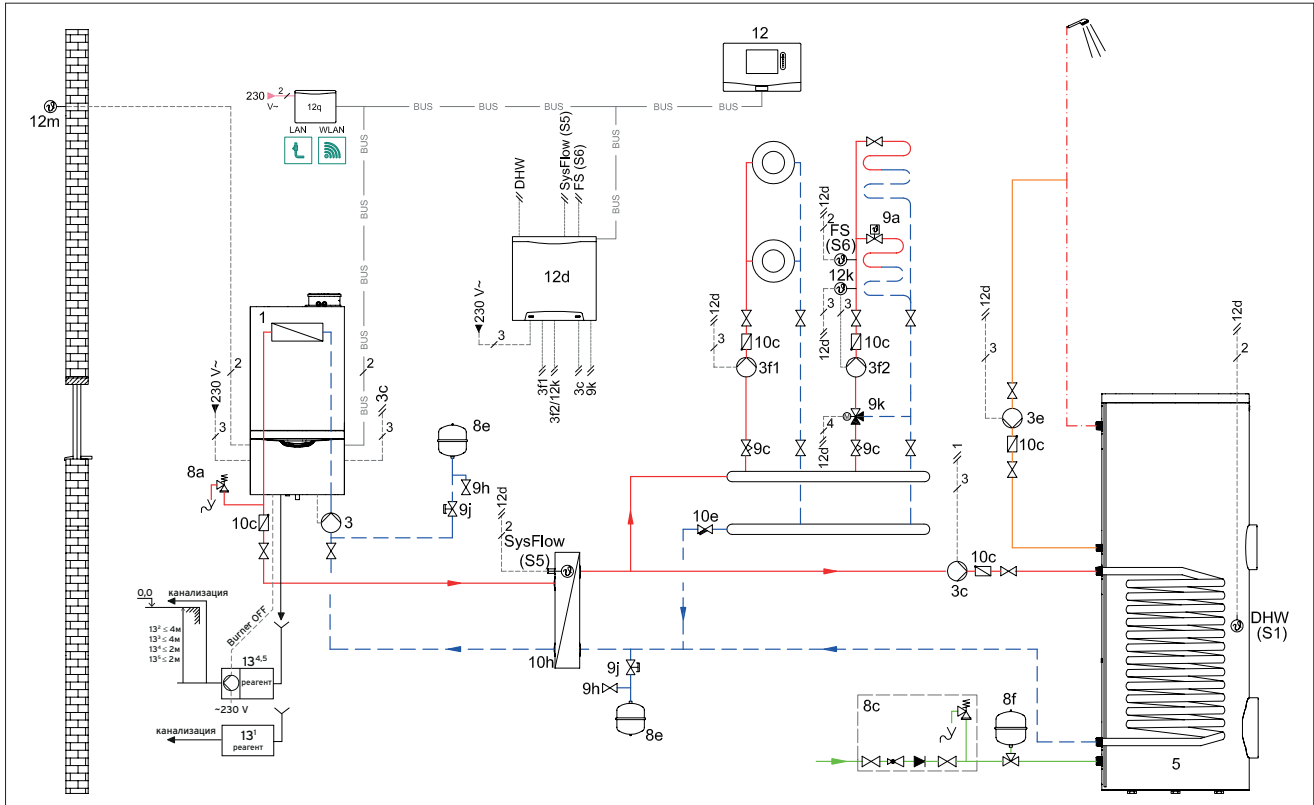 12
12m
230
V~
2
12q
BUS
BUS
BUS
BUS
BUS
LAN
WLAN
BUS
BUS
BUS
DHW
SysFlow (S5)
FS (S6)
12d
230 V~
3
3f1
3f2/12k
3c
9k
1
2
2
230 V~
3
3c
3
8a
10c
3
8e
9h
9j
12d
2
SysFlow
(S5)
10h
9j
9h
8e
10e
12d
2
FS
(S6)
9a
12k
12d
3
10c
3f1
12d
3
3
10c
3f2
9k
12d
4
9c
9c
12d
3
3e
10c
1
3
3c
10c
12d
2
DHW
(S1)
5
8c
8f
0,0
канализация
13² ≤ 4м
13³ ≤ 4м
13⁴ ≤ 2м
13⁵ ≤ 2м
Burner OFF
13⁴,⁵
реагент
~230 V
канализация
13¹
реагент